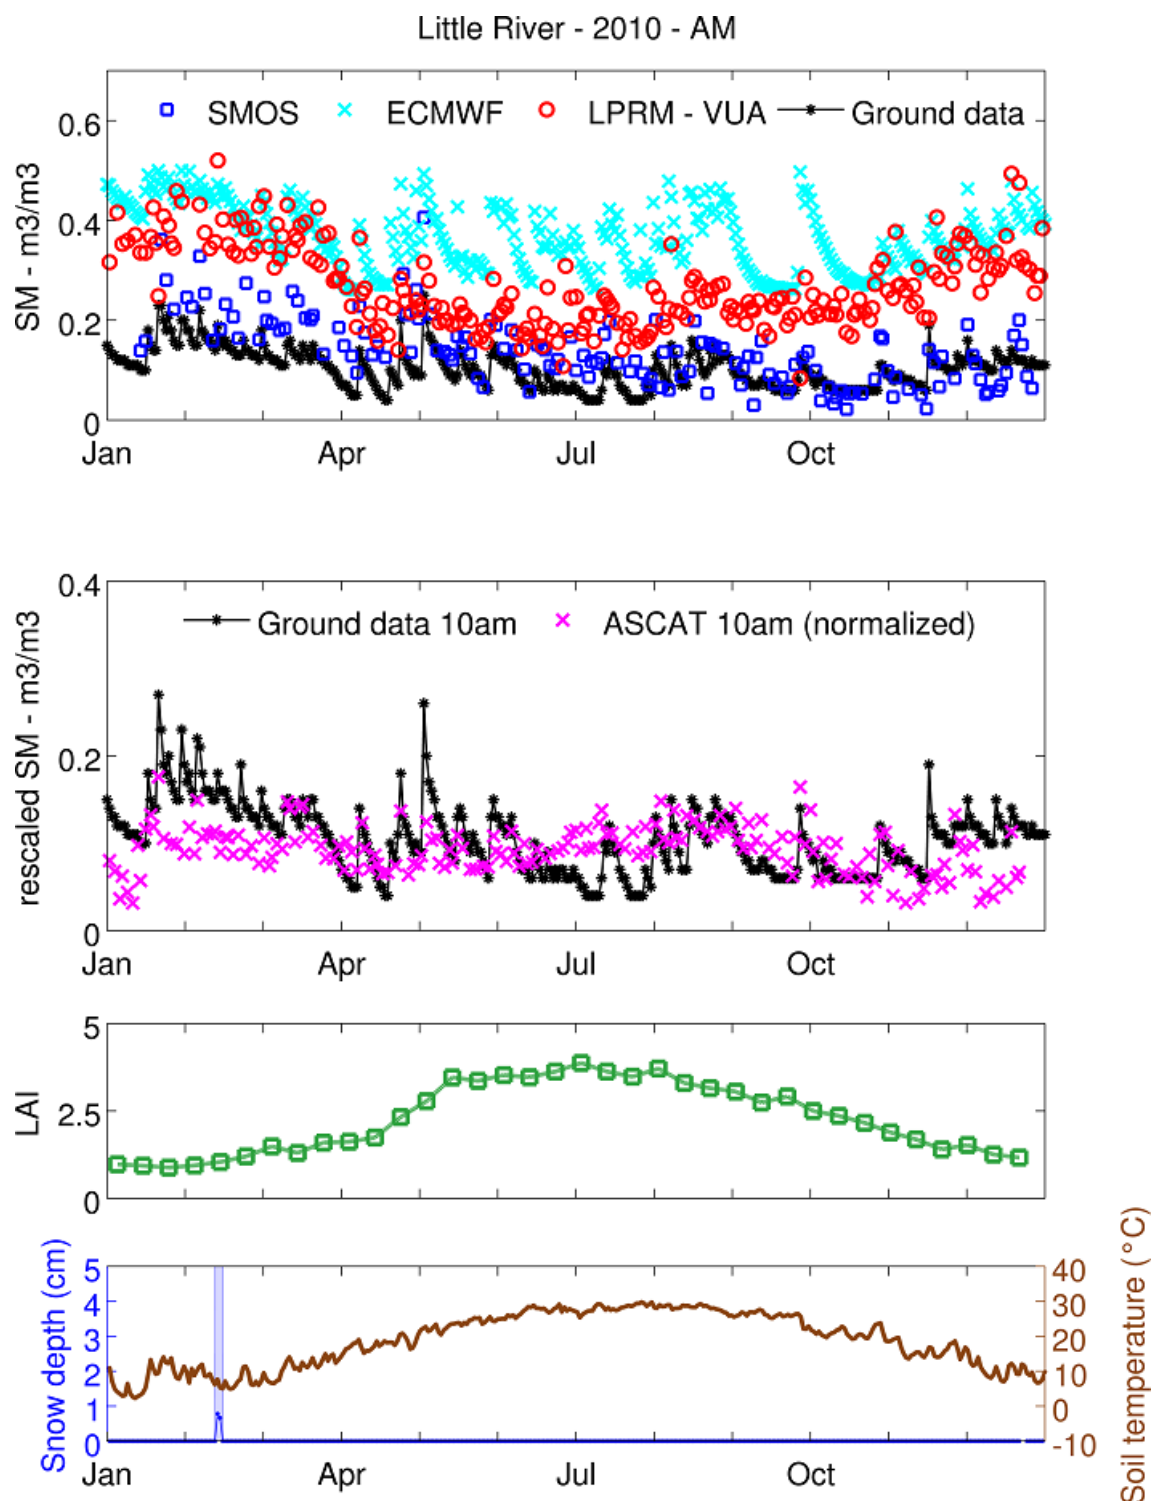 Little River - 2010 - AM
SMOS ECMWF LPRM - VUA Ground data
SM - m3/m3
0.6
0.4
0.2
0
Jan Apr Jul Oct
Ground data 10am ASCAT 10am (normalized)
rescaled SM - m3/m3
0.4
0.2
0
Jan Apr Jul Oct
LAI
5
2.5
0
Snow depth (cm)
5
4
3
2
1
0
Soil temperature (°C)
40
30
20
10
0
-10
Jan Apr Jul Oct